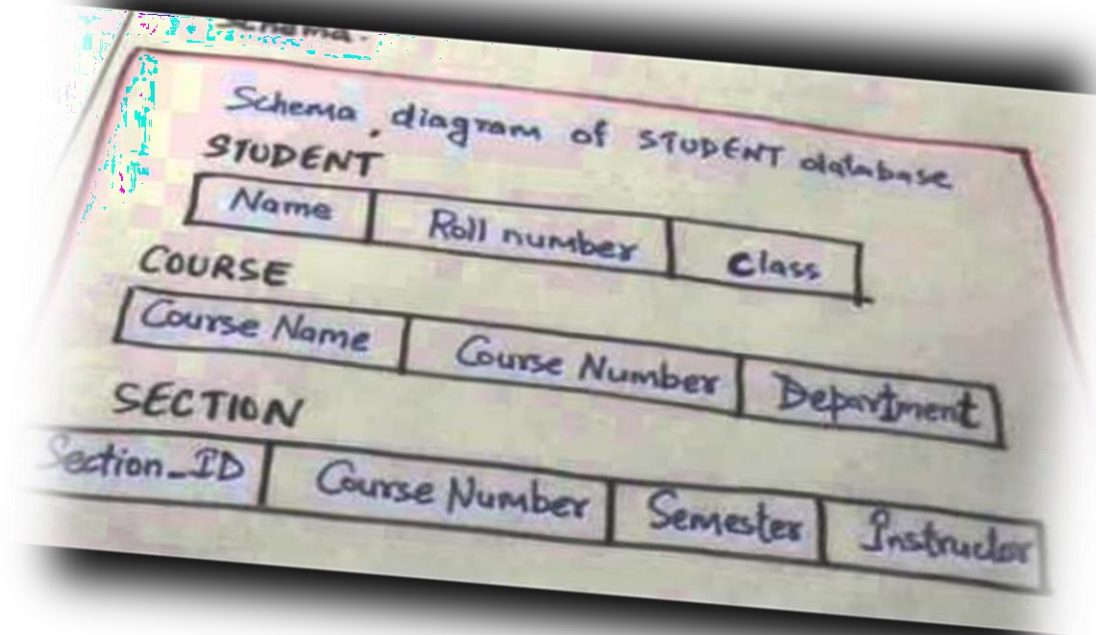 Schema.
Schema diagram of STUDENT database
STUDENT
Name Roll number Class
COURSE
Course Name Course Number Department
SECTION
Section_ID Course Number Semester Instructor